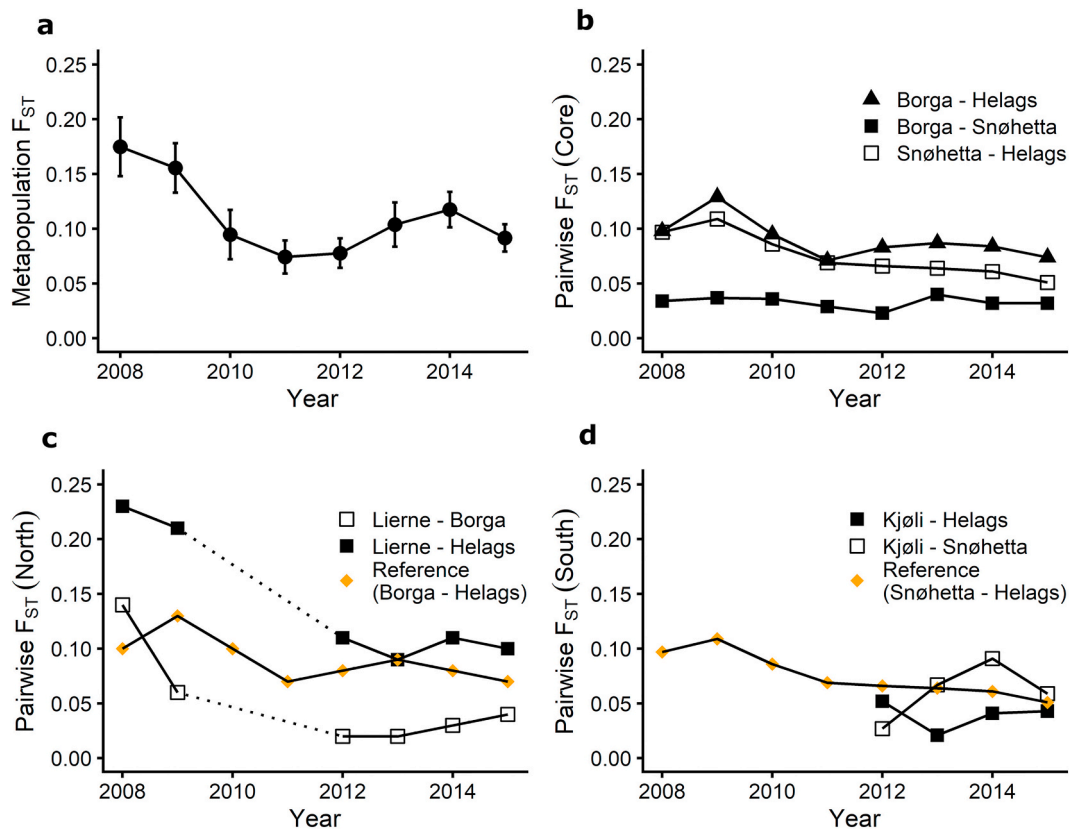 a
Metapopulation FST
0.25
0.20
0.15
0.10
0.05
0.00
2008
2010
2012
2014
Year
b
Pairwise FST (Core)
0.25
0.20
0.15
0.10
0.05
0.00
Borga - Helags
Borga - Snøhetta
Snøhetta - Helags
2008
2010
2012
2014
Year
c
Pairwise FST (North)
0.25
0.20
0.15
0.10
0.05
0.00
Lierne - Borga
Lierne - Helags
Reference
(Borga - Helags)
2008
2010
2012
2014
Year
d
Pairwise FST (South)
0.25
0.20
0.15
0.10
0.05
0.00
Kjøli - Helags
Kjøli - Snøhetta
Reference
(Snøhetta - Helags)
2008
2010
2012
2014
Year